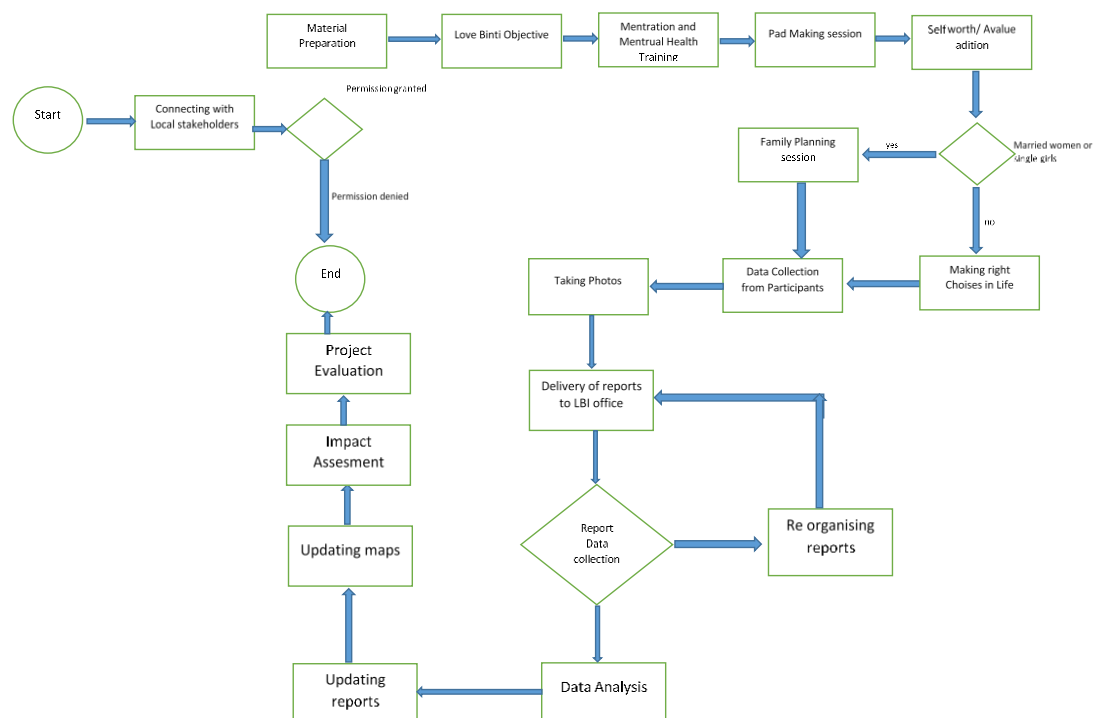 Material
Preparation
Love Binti Objective
Mentration and
Mentrual Health
Training
Pad Making session
Selfworth/ Avalue
adition
Permission granted
Start
Connecting with
Local stakeholders
Permission denied
Family Planning
session
yes
Married women or
single girls
no
End
Taking Photos
Data Collection
from Participants
Making right
Choises in Life
Project
Evaluation
Delivery of reports
to LBI office
Impact
Assesment
Report
Data
collection
Re organising
reports
Updating maps
Updating
reports
Data Analysis